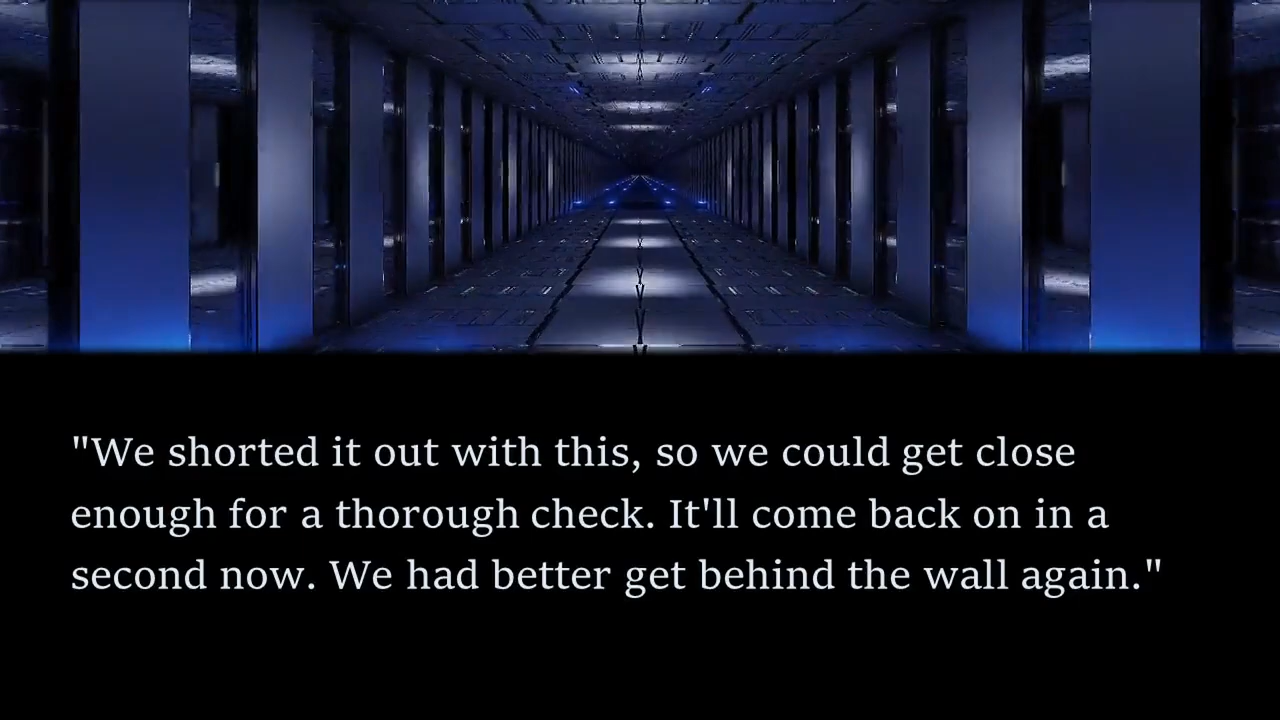 "We shorted it out with this, so we could get close
enough for a thorough check. It'll come back on in a
second now. We had better get behind the wall again."